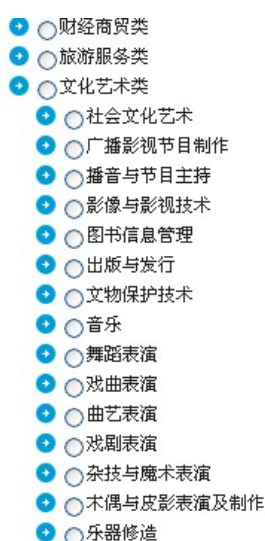 财经商贸类
旅游服务类
文化艺术类
社会文化艺术
广播影视节目制作
播音与节目主持
影像与影视技术
图书信息管理
出版与发行
文物保护技术
音乐
舞蹈表演
戏曲表演
曲艺表演
戏剧表演
杂技与魔术表演
木偶与皮影表演及制作
乐器修造